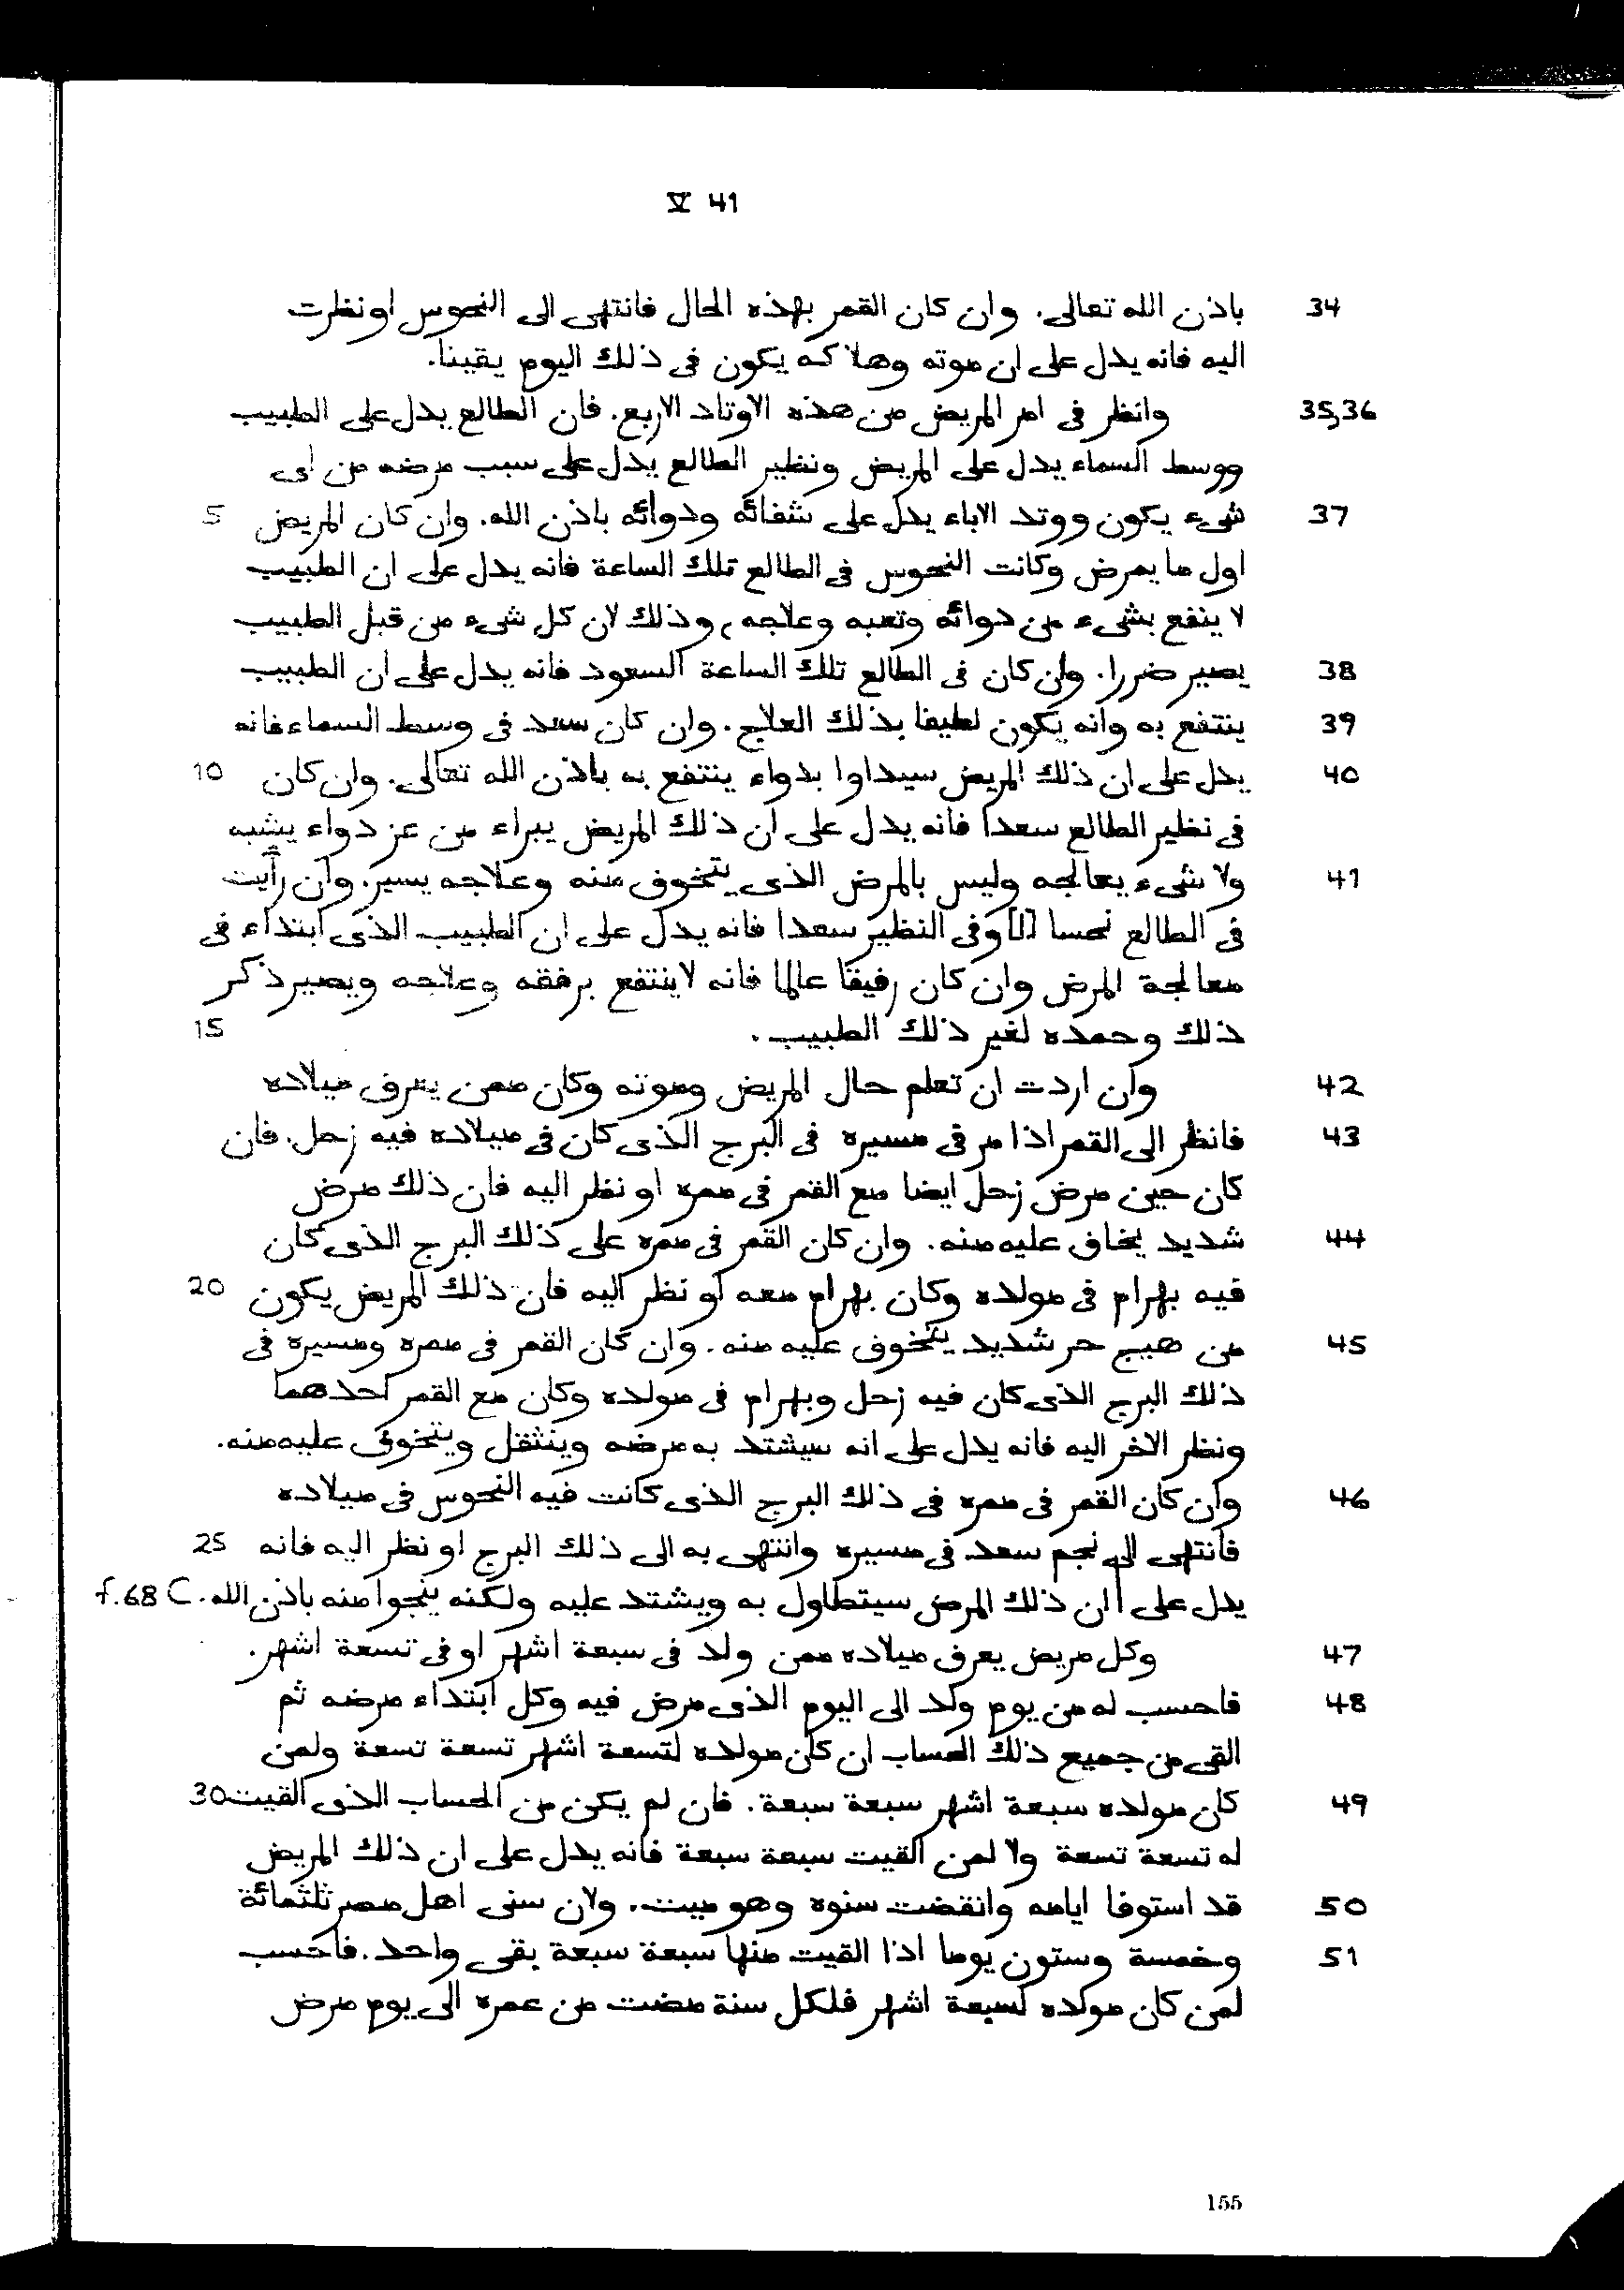 V 41
34 باذن الله تعالى. وان كان القمر بهذه الحال فانتهى الى النحوس او نظرت
اليه فانه يدل على ان موته وهلاكه يكون فى ذلك اليوم يقينا.
35,36 وانظر فى امر المريض من هذه الاوتاد الاربع. فان الطالع يدل على الطبيب
ووسط السماء يدل على المريض ونظير الطالع يدل على سبب مرضه من اى
37 شىء يكون ووتد الاباء يدل على شفائه ودوائه باذن الله. وان كان المريض 5
اول ما يمرض وكانت النحوس فى الطالع تلك الساعة فانه يدل على ان الطبيب
لا ينفع بشىء من دوائه وتعبه وعلاجه، وذلك لان كل شىء من قبل الطبيب
38 يصير ضررا. وان كان فى الطالع تلك الساعة السعود فانه يدل على ان الطبيب
39 ينتفع به وانه يكون لطيفا بذلك العلاج. وان كان سعد فى وسط السماء فانه
40 يدل على ان ذلك المريض سيداوا بدواء ينتفع به باذن الله تعالى. وان كان 10
فى نظير الطالع سعدا فانه يدل على ان ذلك المريض يبراء من عز دواء يشبه
41 ولا شىء يعالجه وليس بالمرض الذى يتخوف منه وعلاجه يسير. وان رأيت
فى الطالع نحسا [ا]وفى النظير سعدا فانه يدل على ان الطبيب الذى ابتداء فى
معالجة المرض وان كان رفيقا عالما فانه لاينتفع برفقه وعلاجه ويصير ذكر
ذلك وحمده لغير ذلك الطبيب. 15
42 وان اردت ان تعلم حال المريض وموته وكان ممن يعرف ميلاده
43 فانظر الى القمر اذا مر فى مسيره فى البرج الذى كان فى ميلاده فيه زحل. فان
كان حين مرض زحل ايضا مع القمر فى ممره او نظر اليه فان ذلك مرض
44 شديد يخاف عليه منه. وان كان القمر فى ممره على ذلك البرج الذى كان
فيه بهرام فى مولده وكان بهرام معه او نظر اليه فان ذلك المريض يكون 20
45 من هيج حر شديد يتخوف عليه منه. وان كان القمر فى ممره ومسيره فى
ذلك البرج الذى كان فيه زحل وبهرام فى مولده وكان مع القمر احدهما
ونظر الاخر اليه فانه يدل على انه سيشتد به مرضه وينثقل ويتخوف عليه منه.
46 وان كان القمر فى ممره فى ذلك البرج الذى كانت فيه النحوس فى ميلاده
فانتهى الى نجم سعد فى مسيره وانتهى به الى ذلك البرج او نظر اليه فانه 25
يدل على | ان ذلك المرض سيتطاول به ويشتد عليه ولكنه ينجوا منه باذن الله. f.68 C
47 وكل مريض يعرف ميلاده ممن ولد فى سبعة اشهر او فى تسعة اشهر.
48 فاحسب له من يوم ولد الى اليوم الذى مرض فيه وكل ابتداء مرضه ثم
القى من جميع ذلك الحساب ان كان مولده لتسعة اشهر تسعة تسعة ولمن
49 كان مولده سبعة اشهر سبعة سبعة. فان لم يكن من الحساب الذى القيت 30
له تسعة تسعة ولا لمن القيت سبعة سبعة فانه يدل على ان ذلك المريض
50 قد استوفا ايامه وانقضت سنوه وهو ميت. ولان سنى اهل مصر ثلثمائة
51 وخمسة وستون يوما اذا القيت منها سبعة سبعة بقى واحد. فاحسب
لمن كان مولده لسبعة اشهر فلكل سنة مضت من عمره الى يوم مرض
155